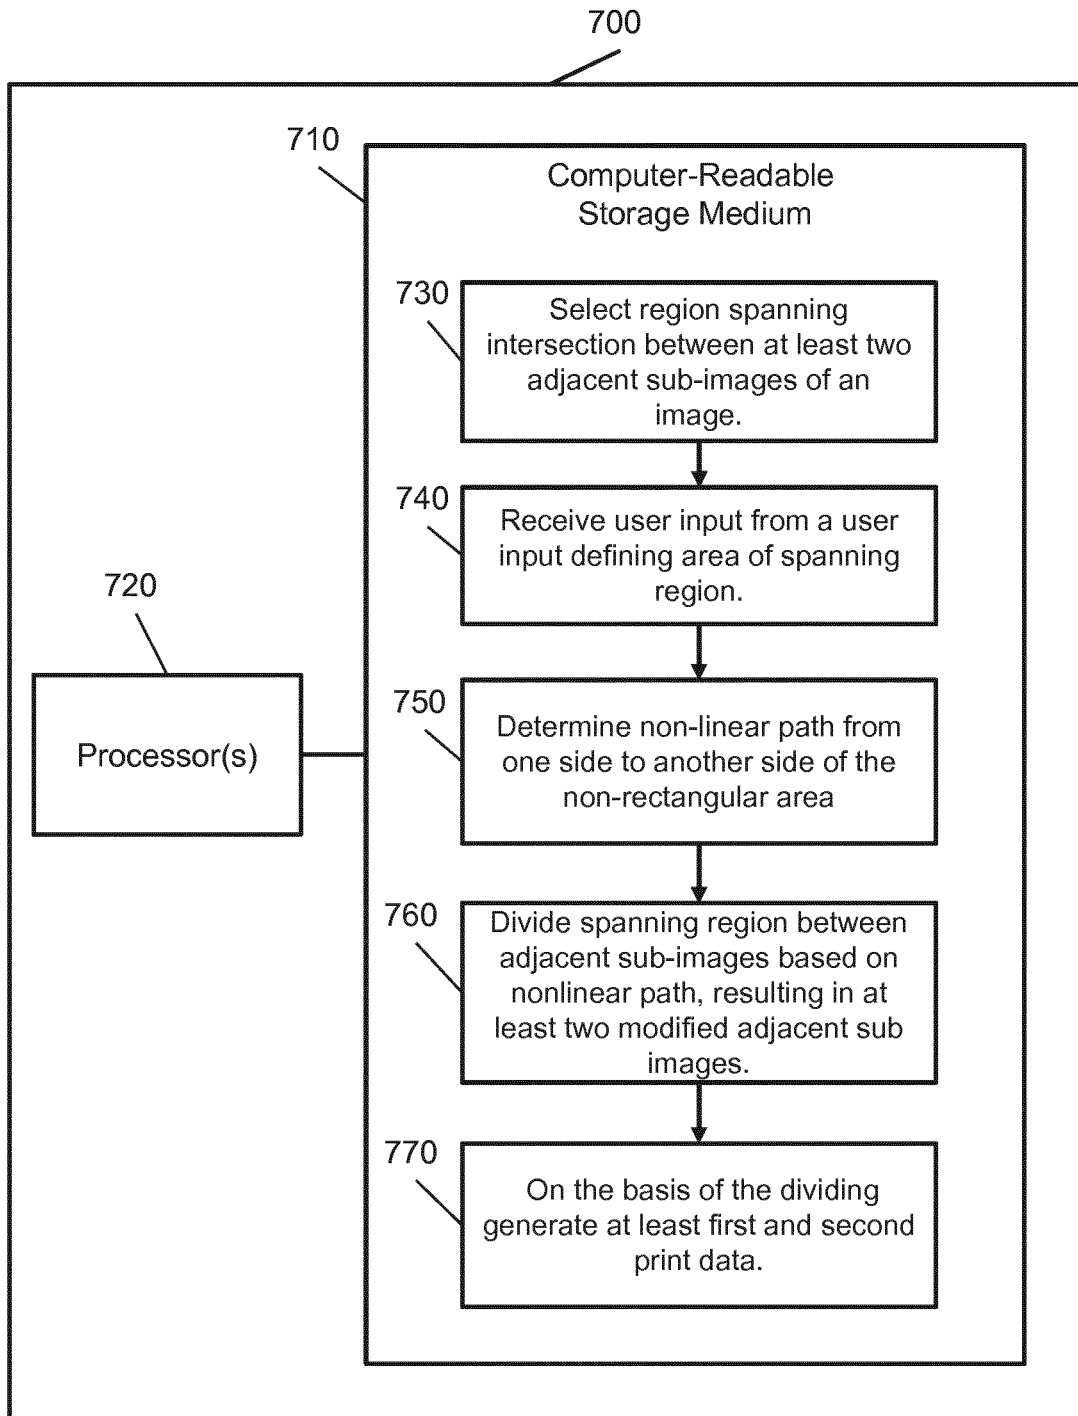 700
710
Computer-Readable
Storage Medium
730
Select region spanning
intersection between at least two
adjacent sub-images of an
image.
740
Receive user input from a user
input defining area of spanning
region.
720
Processor(s)
750
Determine non-linear path from
one side to another side of the
non-rectangular area
760
Divide spanning region between
adjacent sub-images based on
nonlinear path, resulting in at
least two modified adjacent sub
images.
770
On the basis of the dividing
generate at least first and second
print data.